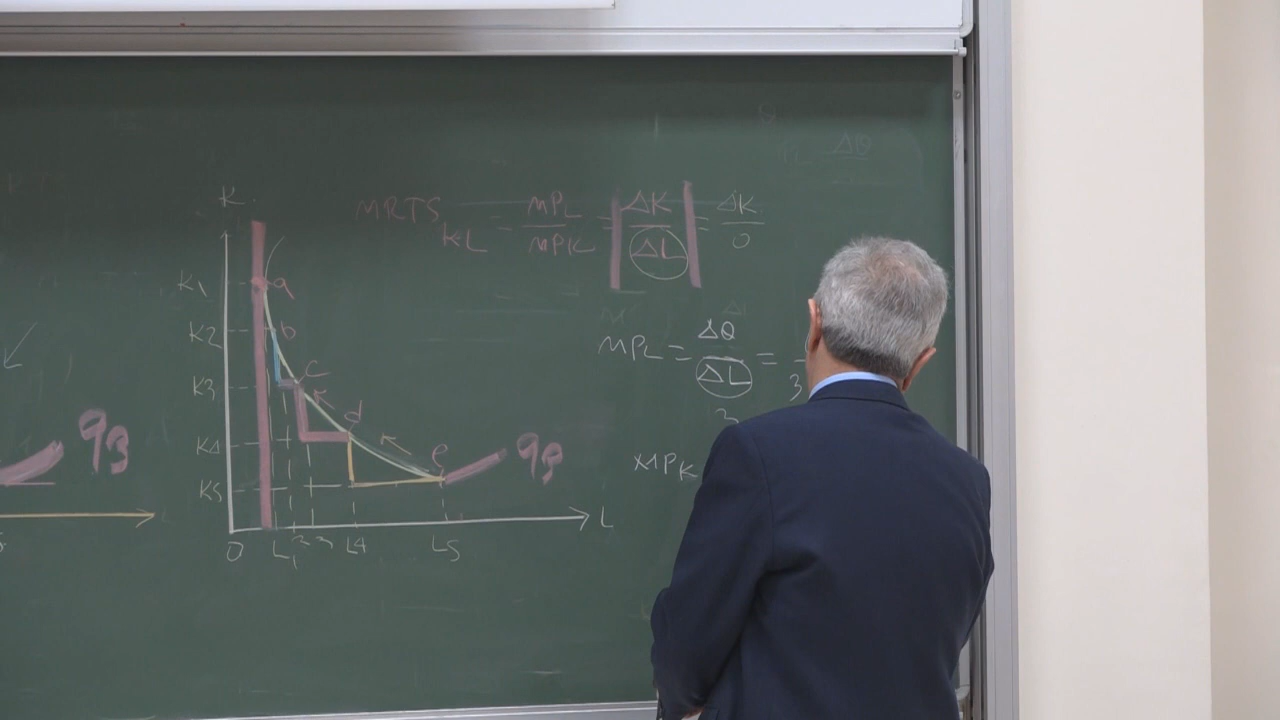 K
MRTS KL = MPL / MPK = | ΔK / ΔL | = ΔK / 0
K1 a
K2 b
MPL = ΔQ / ΔL =
3
K3 c
K4 d
q3
e q
MPK
K5
L
0 L1 2 3 L4 L5